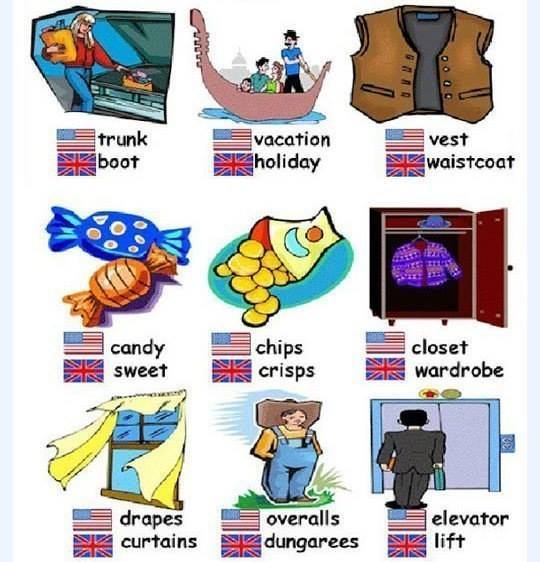 trunk
boot
vacation
holiday
vest
waistcoat
candy
sweet
chips
crisps
closet
wardrobe
drapes
curtains
overalls
dungarees
elevator
lift